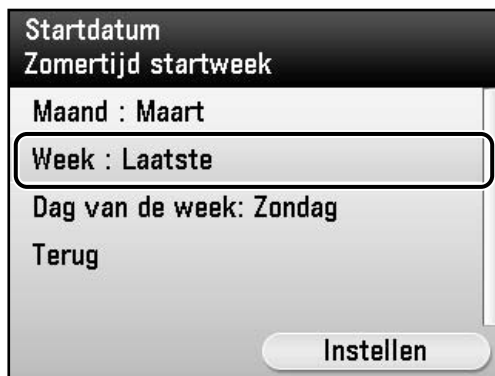 Startdatum
Zomertijd startweek
Maand : Maart
Week : Laatste
Dag van de week: Zondag
Terug
Instellen